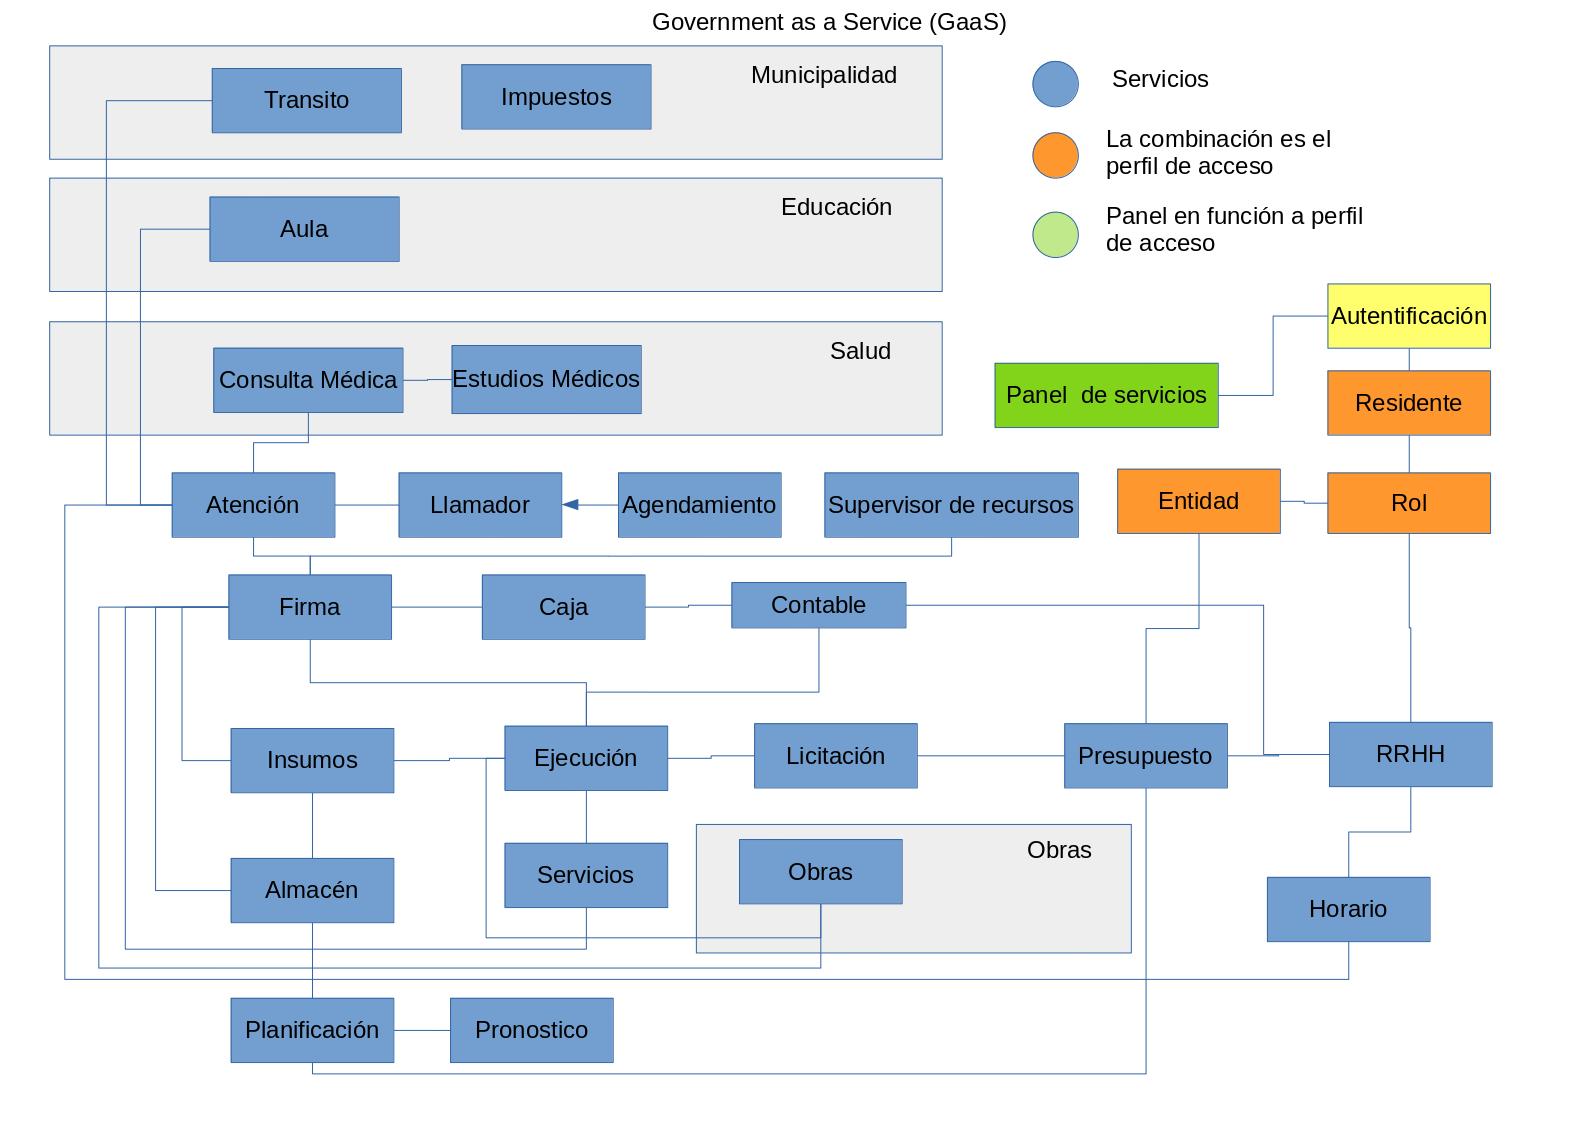 Government as a Service (GaaS)
Municipalidad
Transito
Impuestos
Servicios
La combinación es el
perfil de acceso
Panel en función a perfil
de acceso
Educación
Aula
Salud
Consulta Médica
Estudios Médicos
Autentificación
Panel  de servicios
Residente
Atención
Llamador
Agendamiento
Supervisor de recursos
Entidad
Rol
Firma
Caja
Contable
Insumos
Ejecución
Licitación
Presupuesto
RRHH
Almacén
Servicios
Obras
Obras
Horario
Planificación
Pronostico